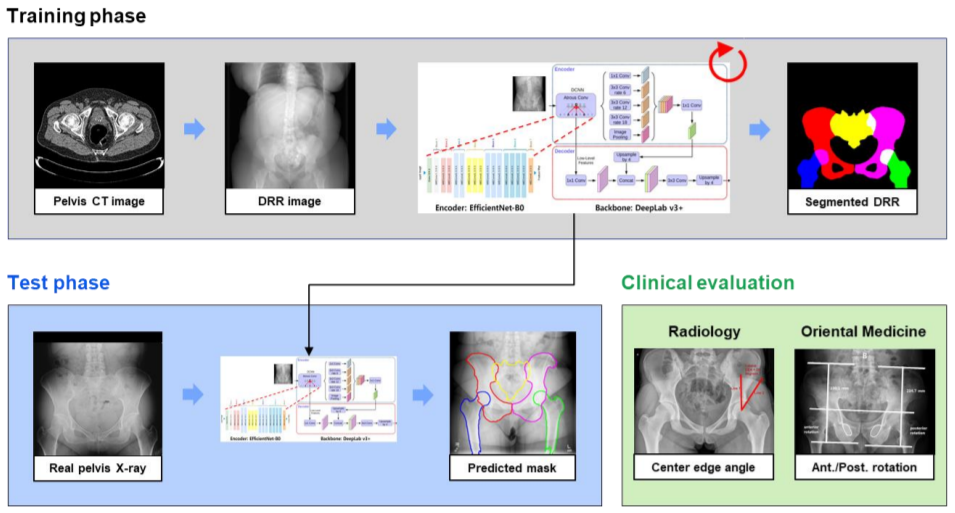 Training phase
Pelvis CT image
DRR image
Encoder
DCNN
Atrous Conv
1x1 Conv
3x3 Conv
rate 6
3x3 Conv
rate 12
3x3 Conv
rate 18
Image
Pooling
1x1 Conv
Decoder
Low-Level
Features
Upsample
by 4
1x1 Conv
Concat
3x3 Conv
Upsample
by 4
Encoder: EfficientNet-B0
Backbone: DeepLab v3+
Segmented DRR
Test phase
Real pelvis X-ray
Encoder: EfficientNet-B0
Backbone: DeepLab v3+
Predicted mask
Clinical evaluation
Radiology
Center edge angle
Oriental Medicine
anterior
rotation
posterior
rotation
Ant./Post. rotation